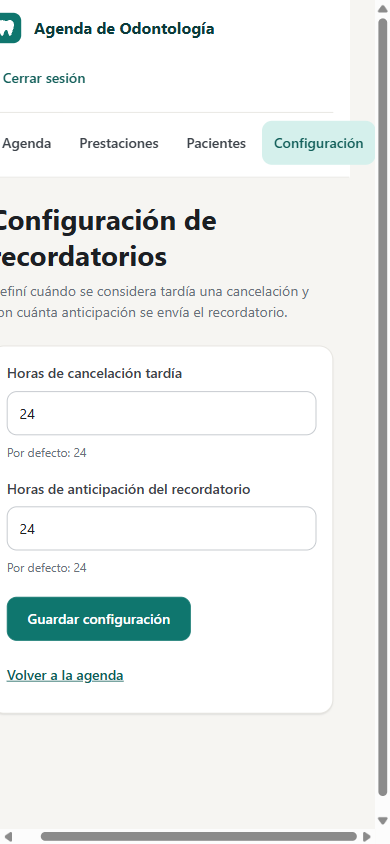 Agenda de Odontología
Cerrar sesión
Agenda Prestaciones Pacientes Configuración
Configuración de
recordatorios
efiní cuándo se considera tardía una cancelación y
on cuánta anticipación se envía el recordatorio.
Horas de cancelación tardía
24
Por defecto: 24
Horas de anticipación del recordatorio
24
Por defecto: 24
Guardar configuración
Volver a la agenda